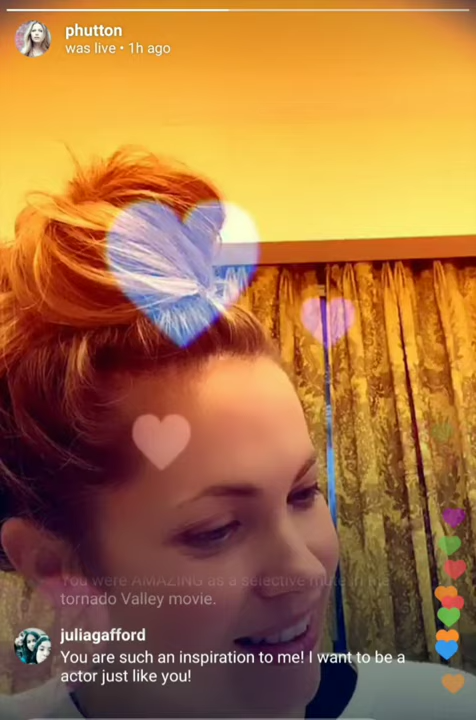 phutton
was live • 1h ago
You were AMAZING as a selective mute in the
tornado Valley movie.
juliagafford
You are such an inspiration to me! I want to be a
actor just like you!